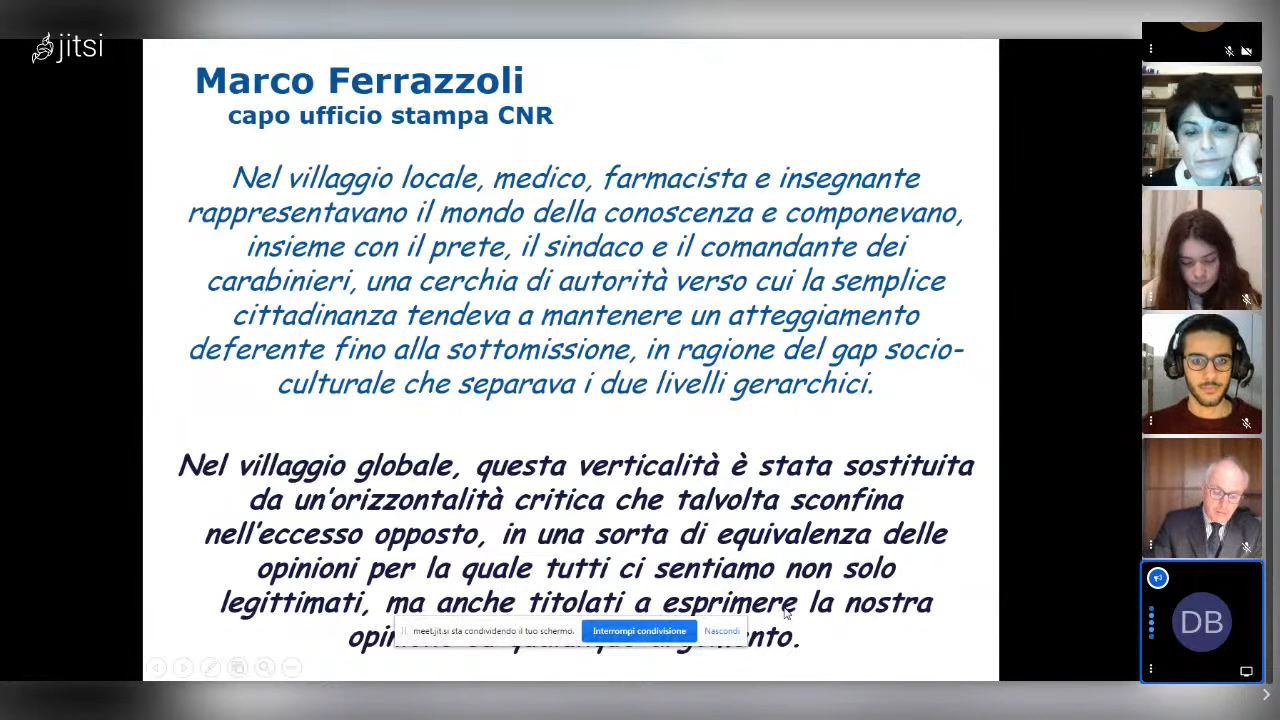 jitsi
Marco Ferrazzoli
capo ufficio stampa CNR
Nel villaggio locale, medico, farmacista e insegnante
rappresentavano il mondo della conoscenza e componevano,
insieme con il prete, il sindaco e il comandante dei
carabinieri, una cerchia di autorità verso cui la semplice
cittadinanza tendeva a mantenere un atteggiamento
deferente fino alla sottomissione, in ragione del gap socio-
culturale che separava i due livelli gerarchici.
Nel villaggio globale, questa verticalità è stata sostituita
da un'orizzontalità critica che talvolta sconfina
nell'eccesso opposto, in una sorta di equivalenza delle
opinioni per la quale tutti ci sentiamo non solo
legittimati, ma anche titolati a esprimere la nostra
meet.jit.si sta condividendo il tuo schermo. Interrompi condivisione Nascondi
DB